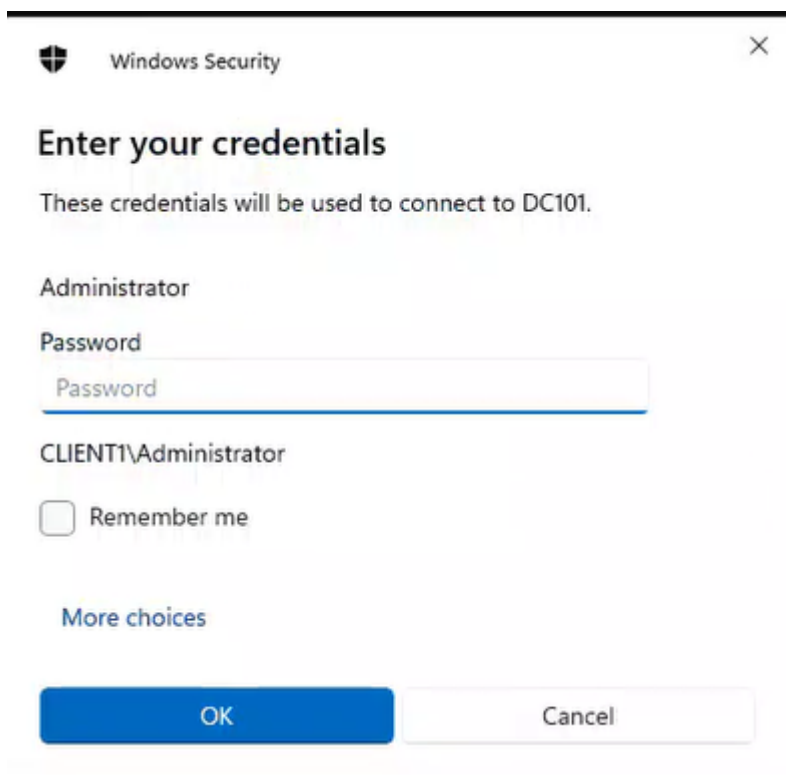 Windows Security
Enter your credentials
These credentials will be used to connect to DC101.
Administrator
Password
Password
CLIENT1\Administrator
Remember me
More choices
OK
Cancel